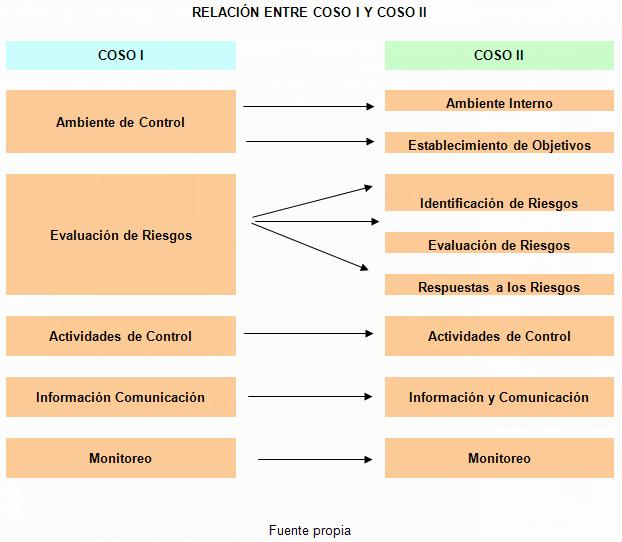 RELACIÓN ENTRE COSO I Y COSO II
COSO I
COSO II
Ambiente de Control
Ambiente Interno
Establecimiento de Objetivos
Evaluación de Riesgos
Identificación de Riesgos
Evaluación de Riesgos
Respuestas a los Riesgos
Actividades de Control
Actividades de Control
Información Comunicación
Información y Comunicación
Monitoreo
Monitoreo
Fuente propia